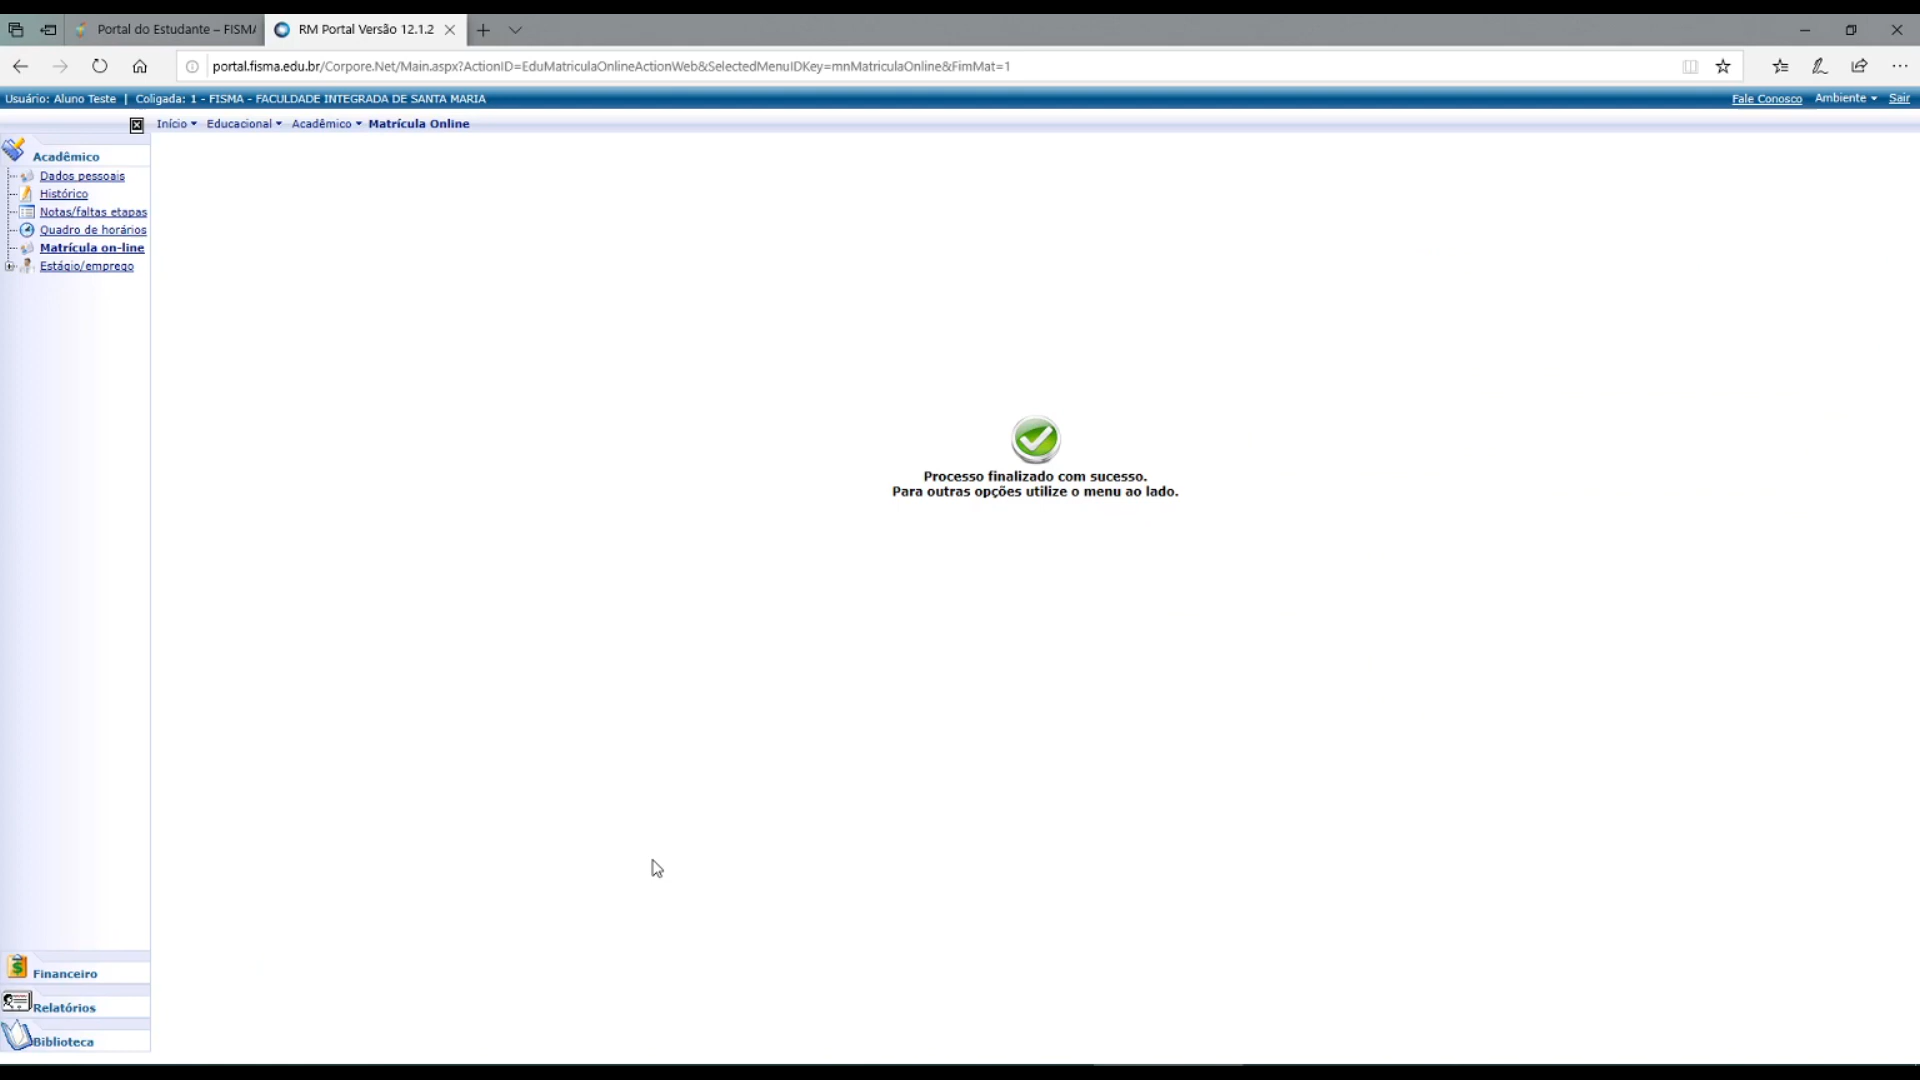 Portal do Estudante – FISMA
RM Portal Versão 12.1.2
portal.fisma.edu.br/Corpore.Net/Main.aspx?ActionID=EduMatriculaOnlineActionWeb&SelectedMenuIDKey=mnMatriculaOnline&FimMat=1
Usuário: Aluno Teste | Coligada: 1 - FISMA - FACULDADE INTEGRADA DE SANTA MARIA
Fale Conosco Ambiente Sair
Início Educacional Acadêmico Matrícula Online
Acadêmico
Dados pessoais
Histórico
Notas/faltas etapas
Quadro de horários
Matrícula on-line
Estágio/emprego
Processo finalizado com sucesso.
Para outras opções utilize o menu ao lado.
Financeiro
Relatórios
Biblioteca